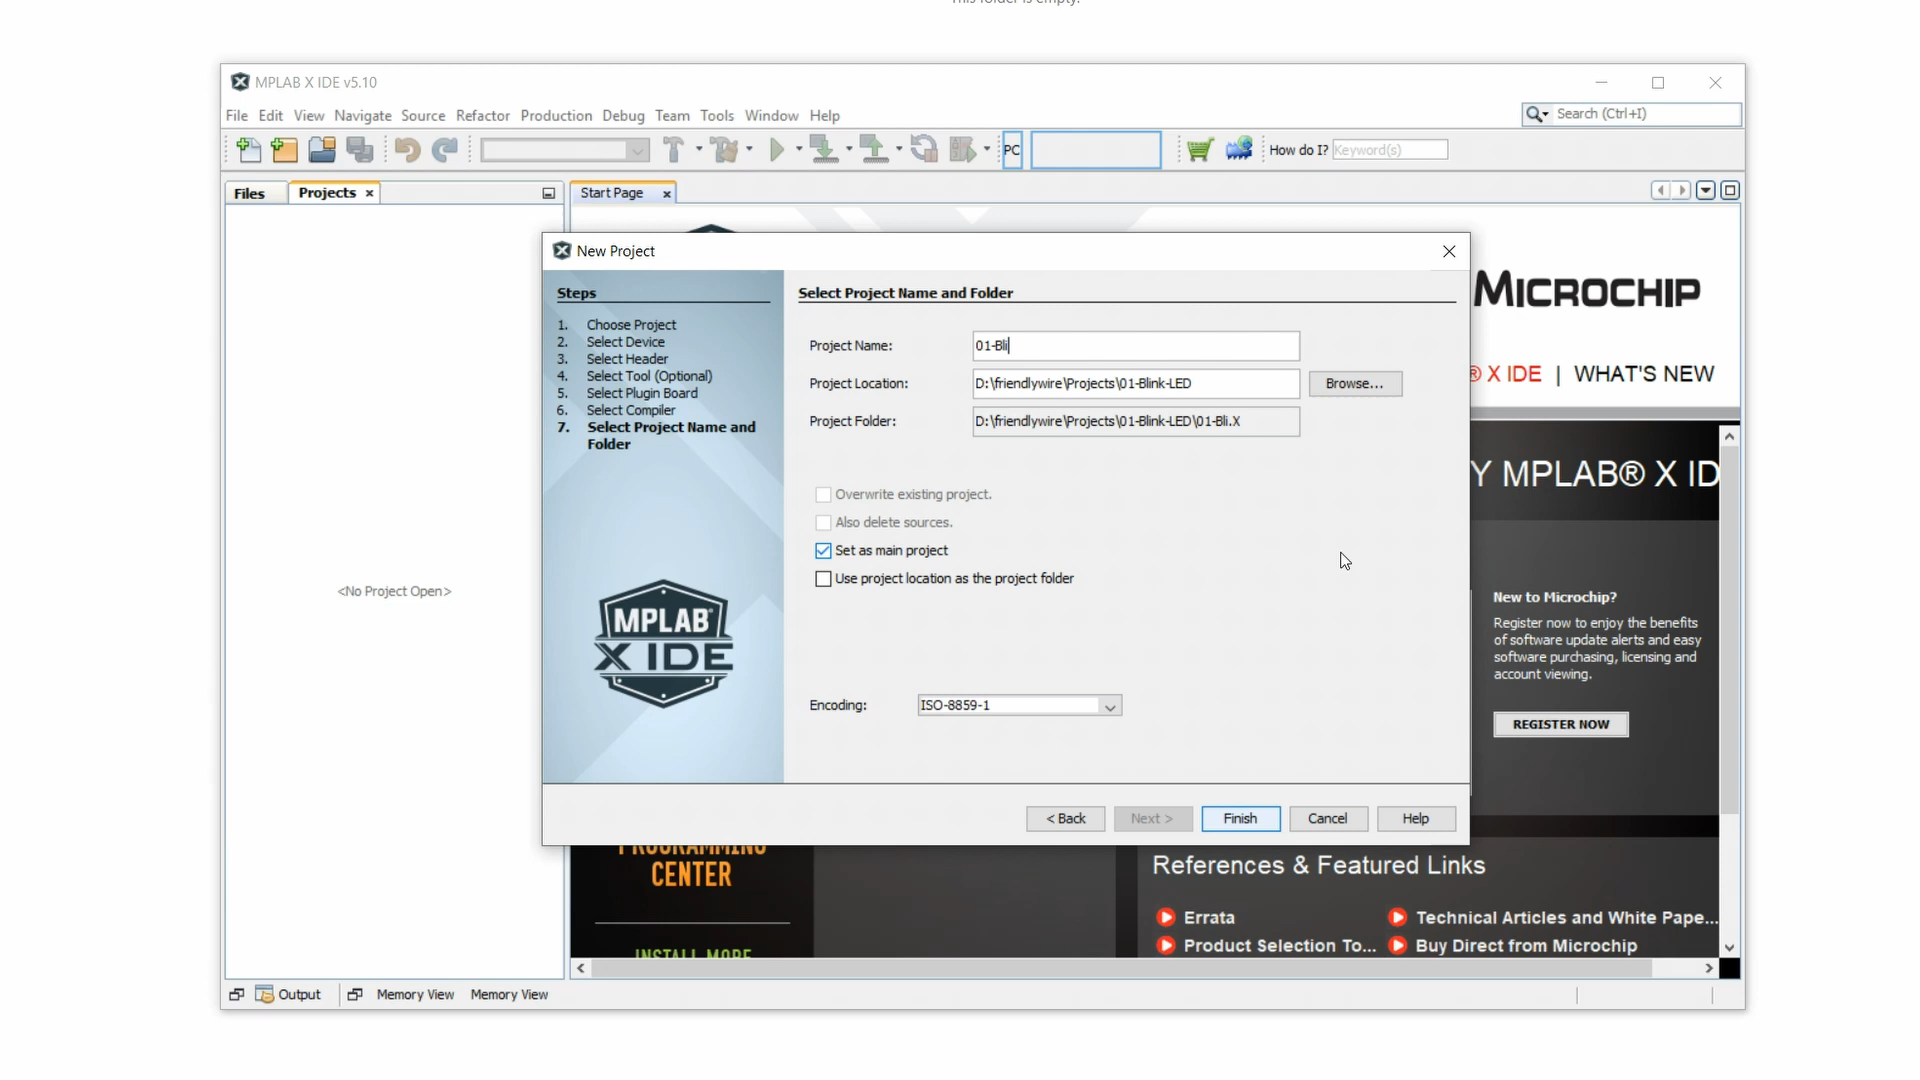 This folder is empty.
MPLAB X IDE v5.10
File Edit View Navigate Source Refactor Production Debug Team Tools Window Help
Search (Ctrl+I)
PC
How do I? Keyword(s)
Files Projects
Start Page
New Project
MICROCHIP
Steps
Select Project Name and Folder
1. Choose Project
2. Select Device
3. Select Header
4. Select Tool (Optional)
5. Select Plugin Board
6. Select Compiler
7. Select Project Name and
Folder
Project Name: 01-Bli
Project Location: D:\friendlywire\Projects\01-Blink-LED Browse...
Project Folder: D:\friendlywire\Projects\01-Blink-LED\01-Bli.X
Overwrite existing project.
Also delete sources.
Set as main project
Use project location as the project folder
Encoding: ISO-8859-1
MPLAB
X IDE
< Back Next > Finish Cancel Help
® X IDE | WHAT'S NEW
Y MPLAB® X ID
<No Project Open>
New to Microchip?
Register now to enjoy the benefits
of software update alerts and easy
software purchasing, licensing and
account viewing.
REGISTER NOW
PROGRAMMING
CENTER
INSTALL MORE
References & Featured Links
Errata
Technical Articles and White Pape...
Product Selection To...
Buy Direct from Microchip
Output Memory View Memory View